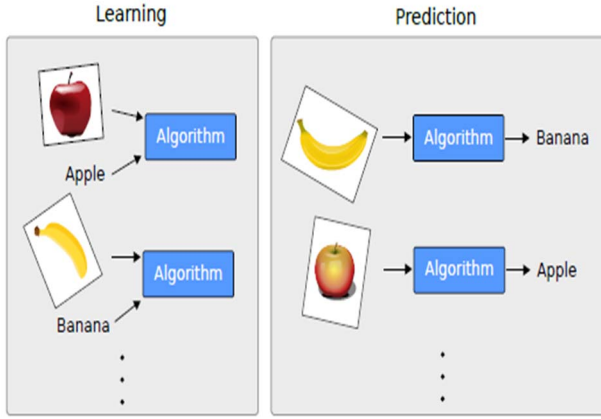 Learning
Algorithm
Apple
Algorithm
Banana
Prediction
Algorithm
Banana
Algorithm
Apple